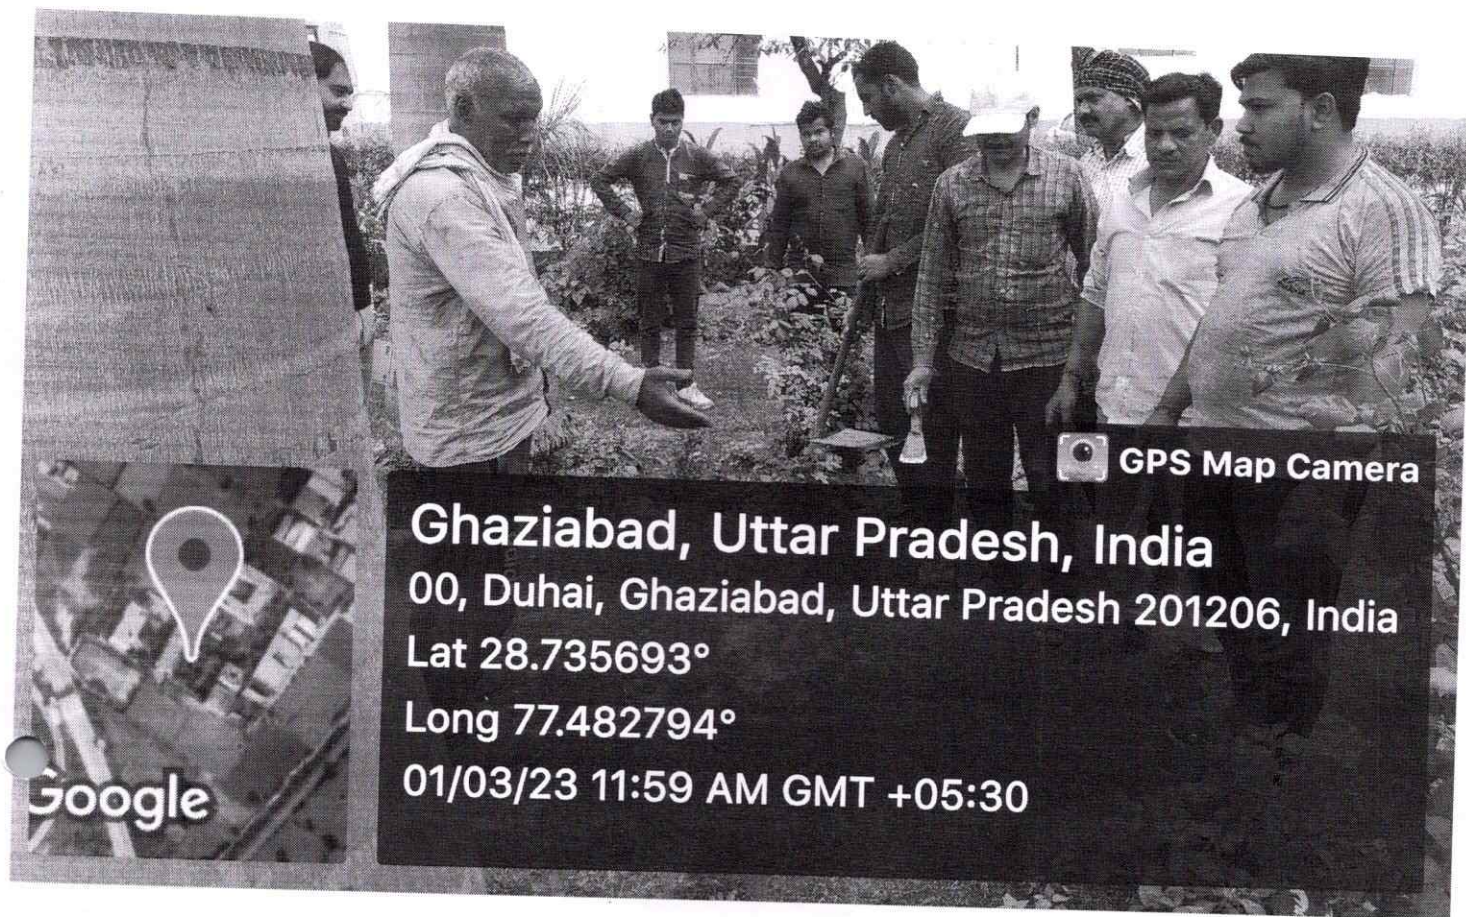 GPS Map Camera
Ghaziabad, Uttar Pradesh, India
00, Duhai, Ghaziabad, Uttar Pradesh 201206, India
Lat 28.735693°
Long 77.482794°
01/03/23 11:59 AM GMT +05:30
Google